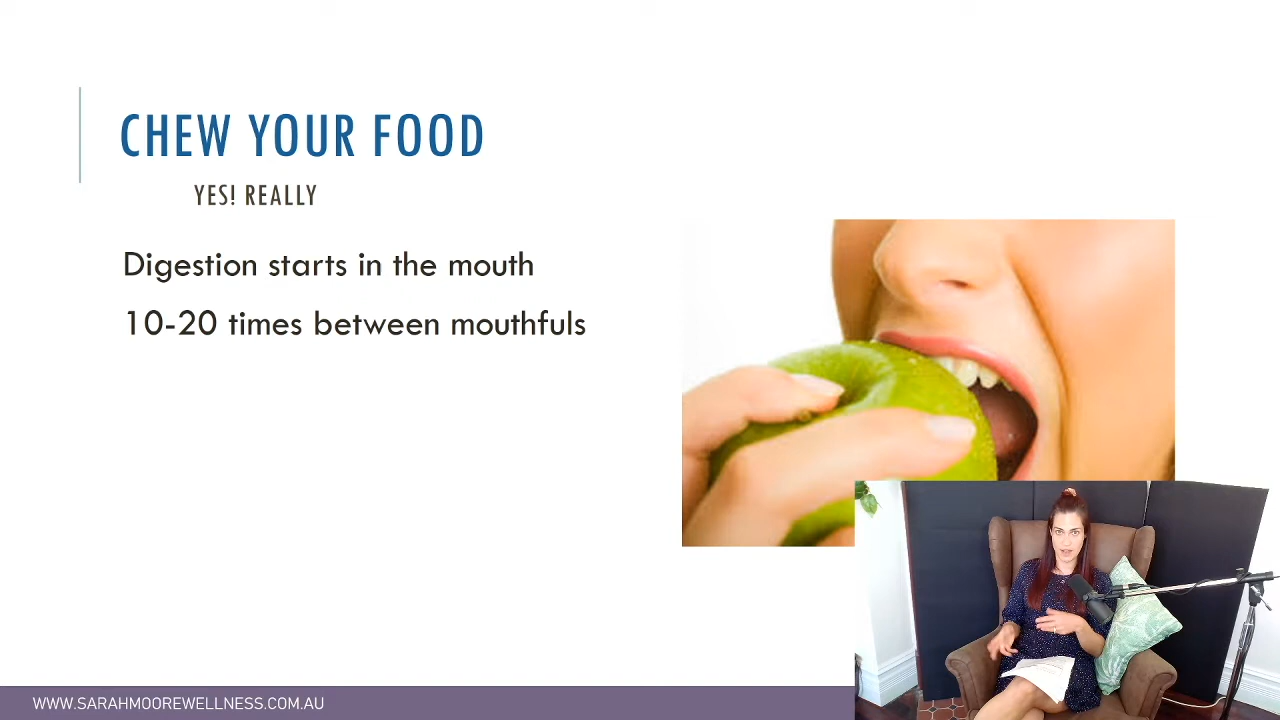 CHEW YOUR FOOD
YES! REALLY
Digestion starts in the mouth
10-20 times between mouthfuls
WWW.SARAHMOOREWELLNESS.COM.AU